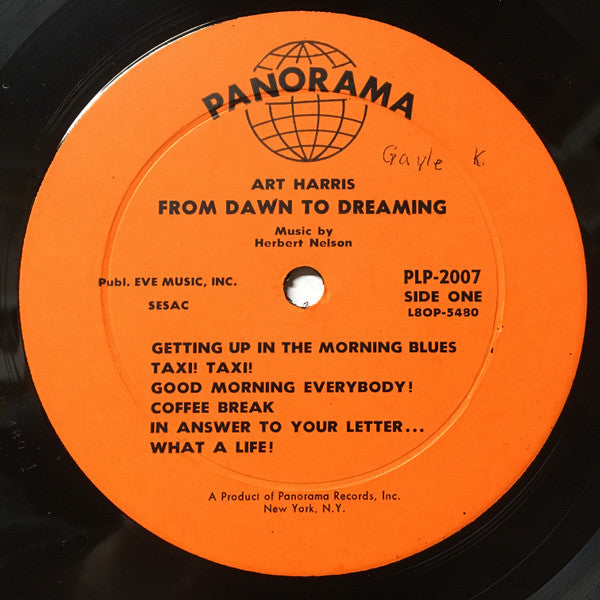 PANORAMA
Gayle K.
ART HARRIS
FROM DAWN TO DREAMING
Music by
Herbert Nelson
Publ. EVE MUSIC, INC.
SESAC
PLP-2007
SIDE ONE
L8OP-5480
GETTING UP IN THE MORNING BLUES
TAXI! TAXI!
GOOD MORNING EVERYBODY!
COFFEE BREAK
IN ANSWER TO YOUR LETTER...
WHAT A LIFE!
A Product of Panorama Records, Inc.
New York, N.Y.